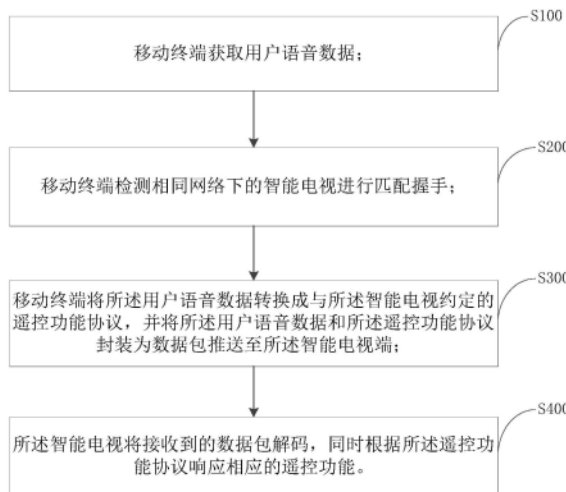 S100
移动终端获取用户语音数据；
S200
移动终端检测相同网络下的智能电视进行匹配握手；
S300
移动终端将所述用户语音数据转换成与所述智能电视约定的
遥控功能协议，并将所述用户语音数据和所述遥控功能协议
封装为数据包推送至所述智能电视端；
S400
所述智能电视将接收到的数据包解码，同时根据所述遥控功
能协议响应相应的遥控功能。